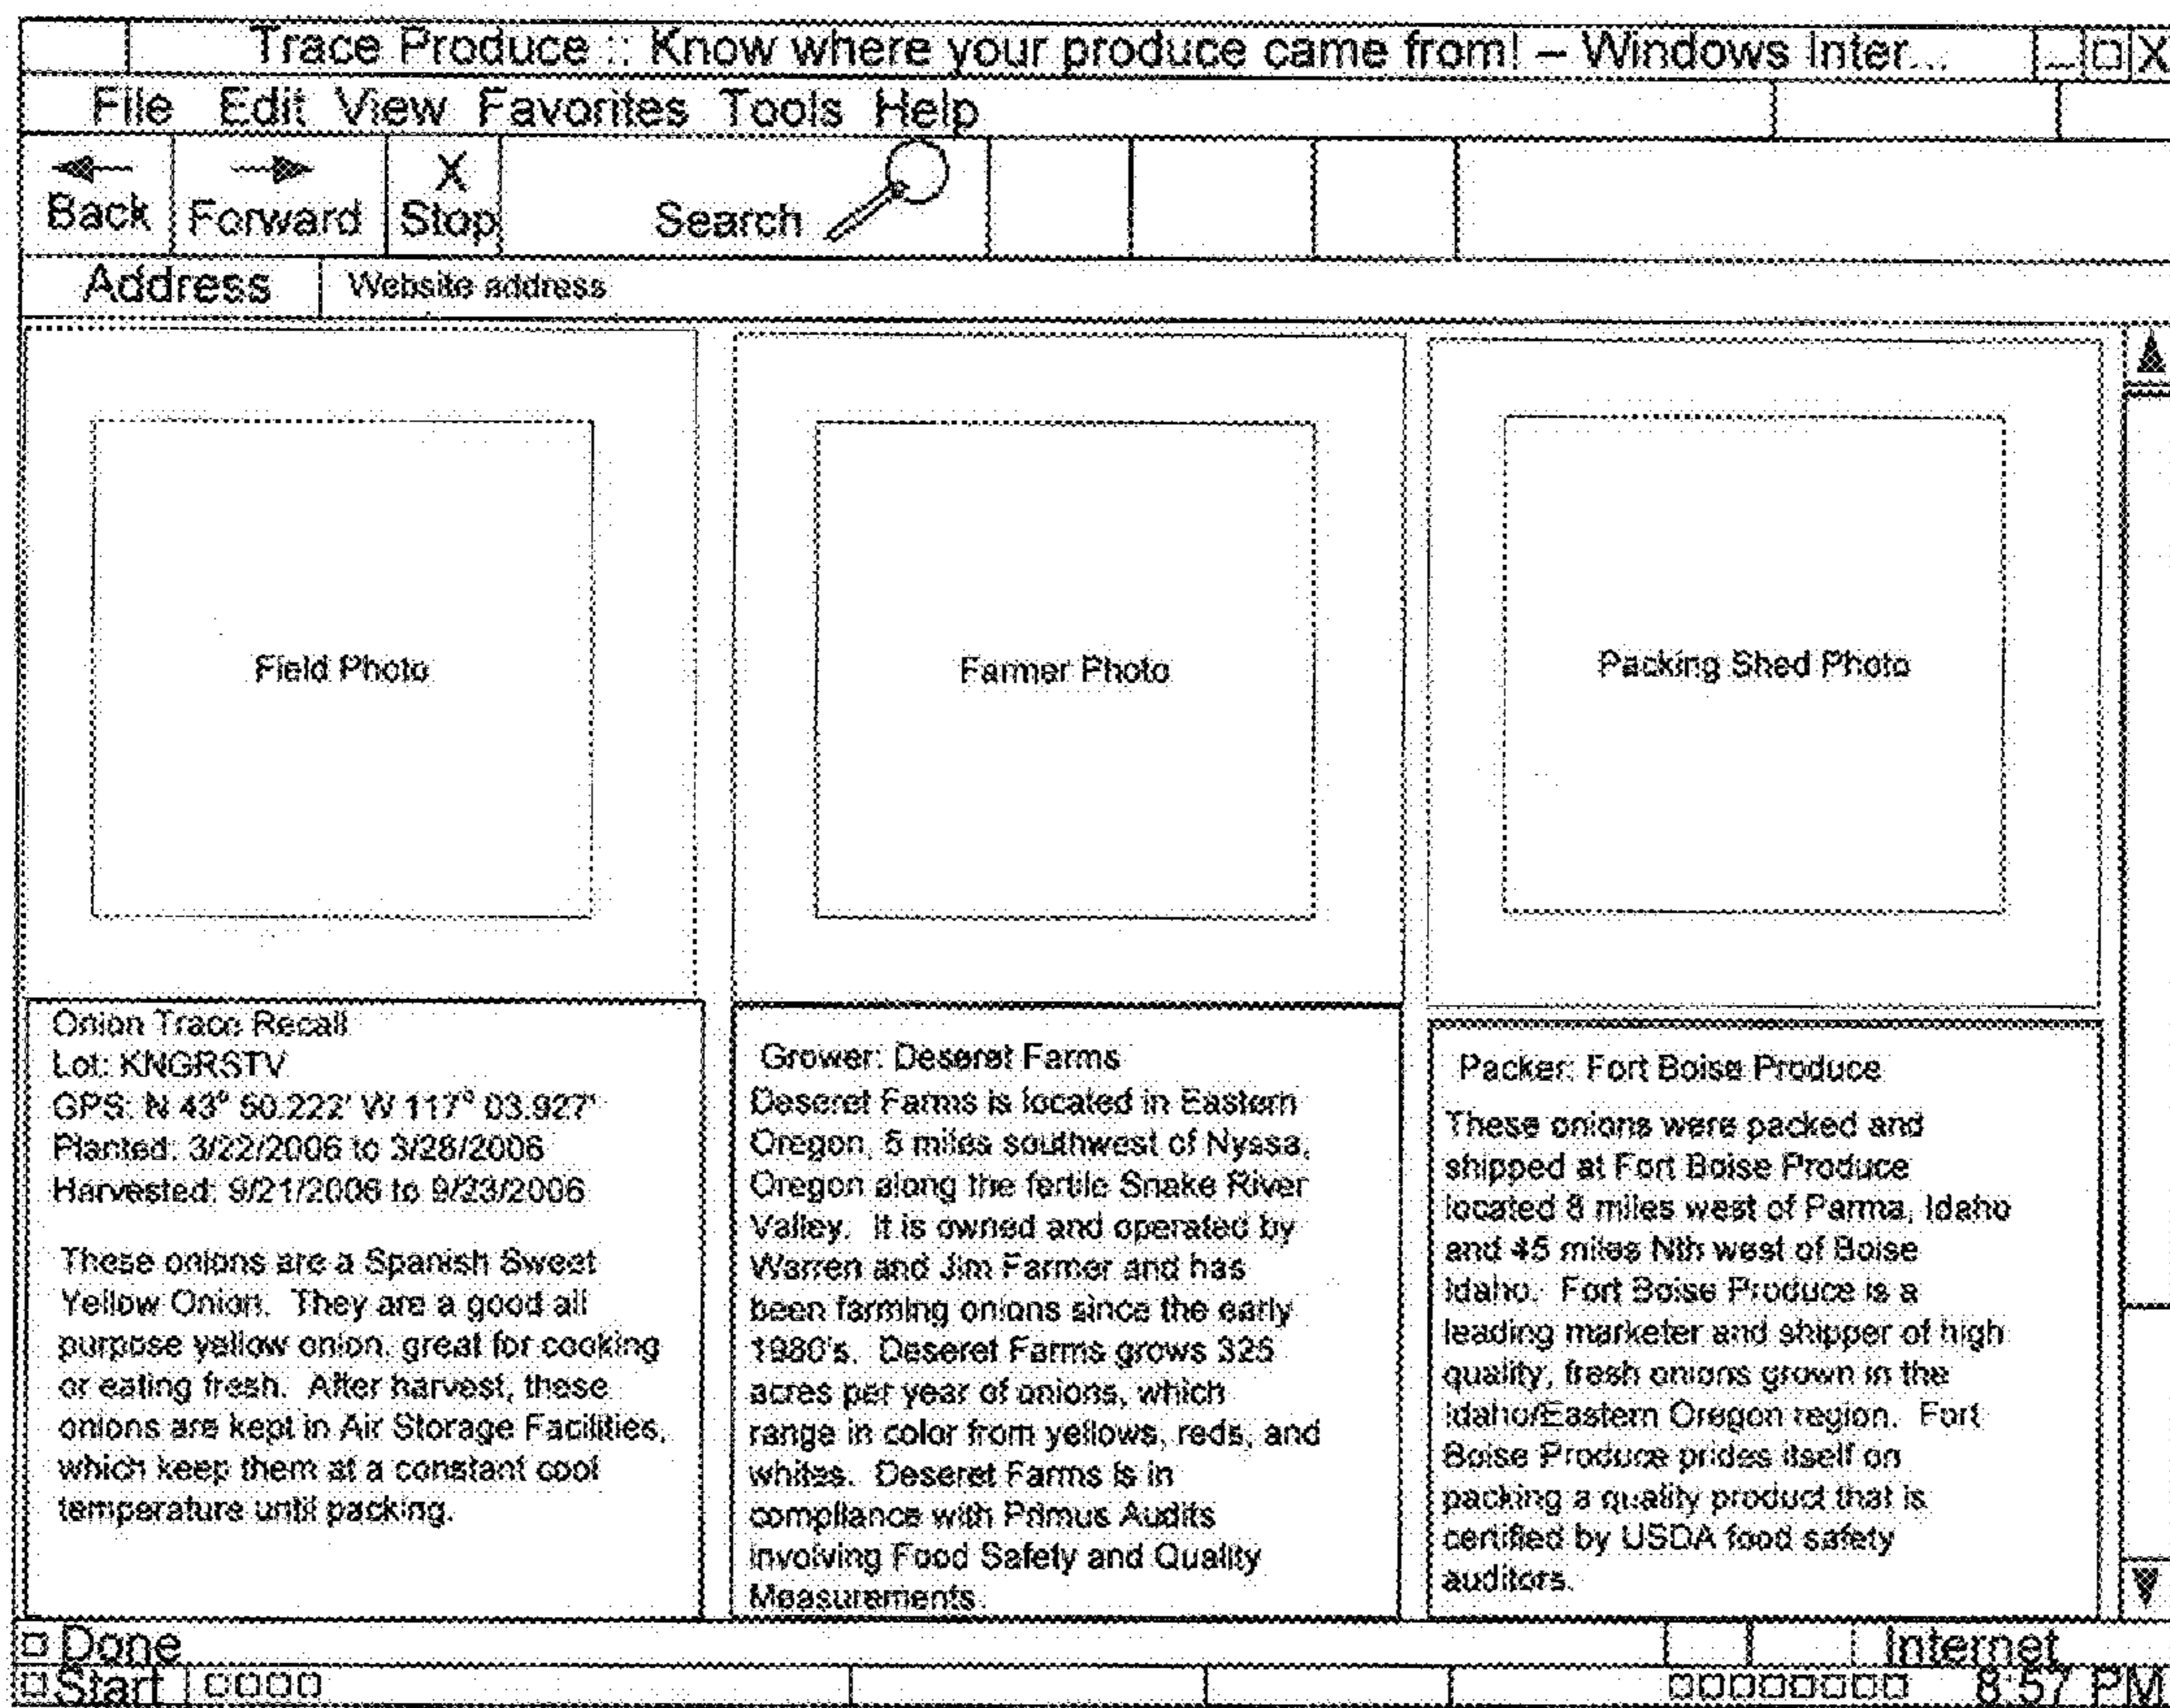 Trace Produce :: Know where your produce came from! – Windows Inter...
_ □ X
File Edit View Favorites Tools Help
Back Forward X Stop Search
Address Website address
Field Photo
Farmer Photo
Packing Shed Photo
Onion Trace Recall
Lot: KNGRSTV
GPS: N 43° 50.222' W 117° 03.927'
Planted: 3/22/2006 to 3/28/2006
Harvested: 9/21/2006 to 9/23/2006
These onions are a Spanish Sweet
Yellow Onion. They are a good all
purpose yellow onion, great for cooking
or eating fresh. After harvest, these
onions are kept in Air Storage Facilities,
which keep them at a constant cool
temperature until packing.
Grower: Deseret Farms
Deseret Farms is located in Eastern
Oregon, 5 miles southwest of Nyssa,
Oregon along the fertile Snake River
Valley. It is owned and operated by
Warren and Jim Farmer and has
been farming onions since the early
1980's. Deseret Farms grows 325
acres per year of onions, which
range in color from yellows, reds, and
whites. Deseret Farms is in
compliance with Primus Audits
involving Food Safety and Quality
Measurements.
Packer: Fort Boise Produce
These onions were packed and
shipped at Fort Boise Produce
located 8 miles west of Parma, Idaho
and 45 miles Nth west of Boise
Idaho. Fort Boise Produce is a
leading marketer and shipper of high
quality, fresh onions grown in the
Idaho/Eastern Oregon region. Fort
Boise Produce prides itself on
packing a quality product that is
certified by USDA food safety
auditors.
Done Internet
Start 8:57 PM